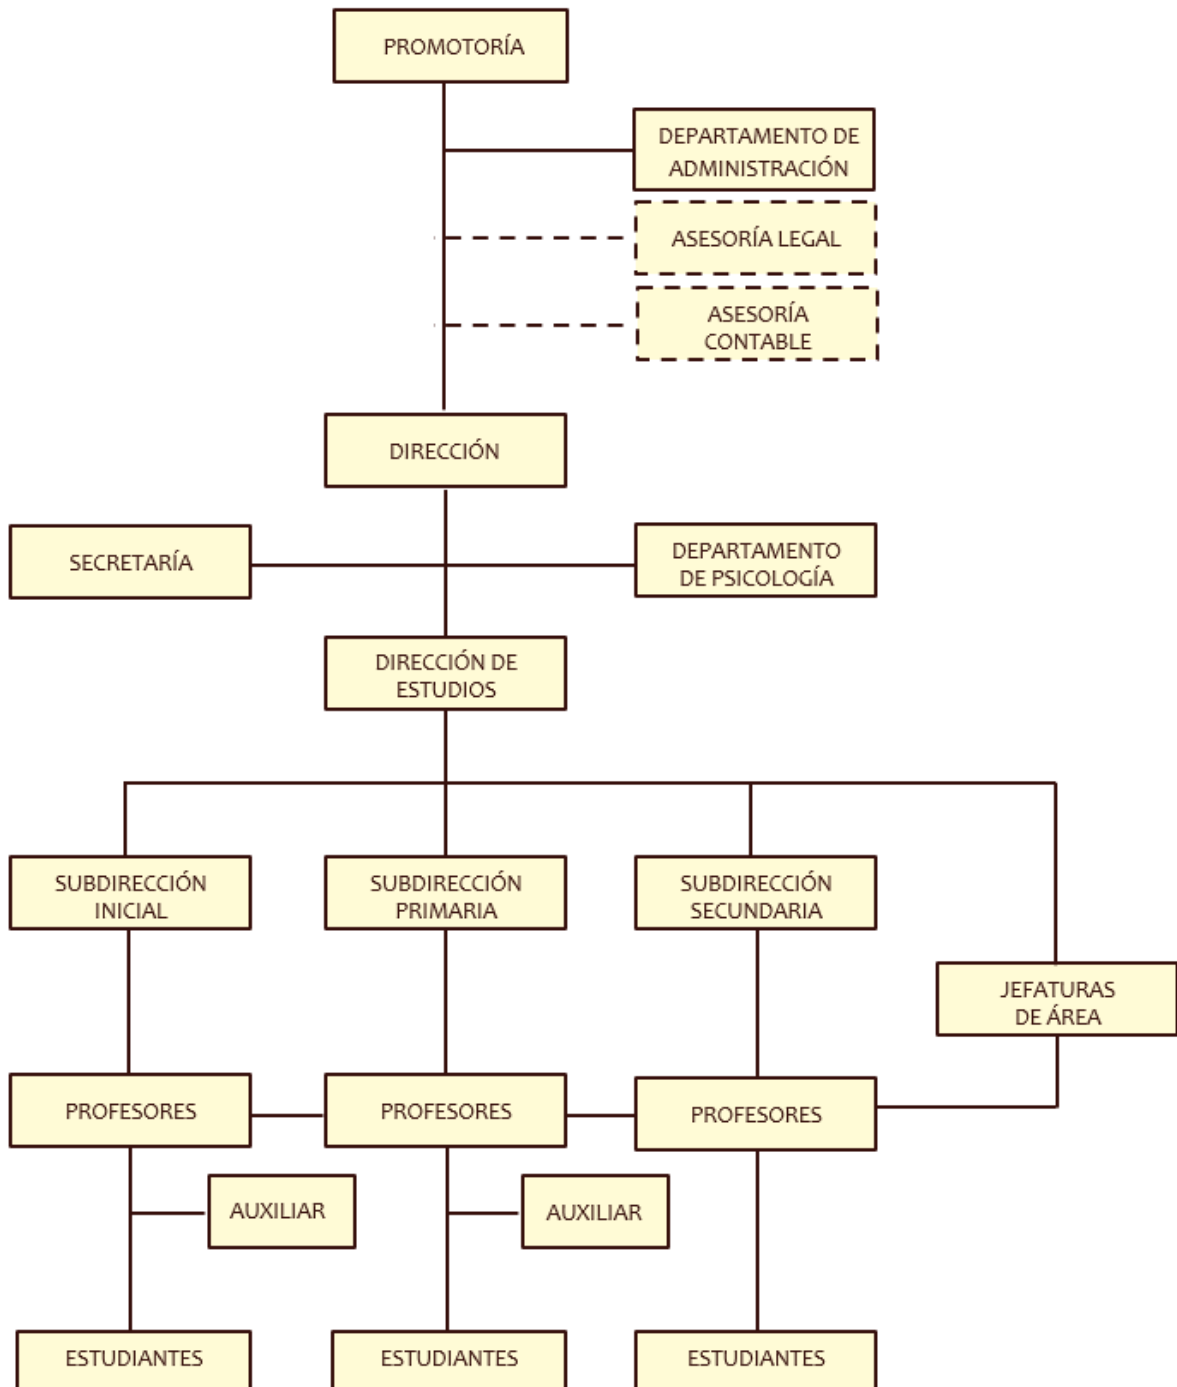 PROMOTORÍA
DEPARTAMENTO DE
ADMINISTRACIÓN
ASESORÍA LEGAL
ASESORÍA
CONTABLE
DIRECCIÓN
SECRETARÍA
DEPARTAMENTO
DE PSICOLOGÍA
DIRECCIÓN DE
ESTUDIOS
SUBDIRECCIÓN
INICIAL
SUBDIRECCIÓN
PRIMARIA
SUBDIRECCIÓN
SECUNDARIA
JEFATURAS
DE ÁREA
PROFESORES
PROFESORES
PROFESORES
AUXILIAR
AUXILIAR
ESTUDIANTES
ESTUDIANTES
ESTUDIANTES